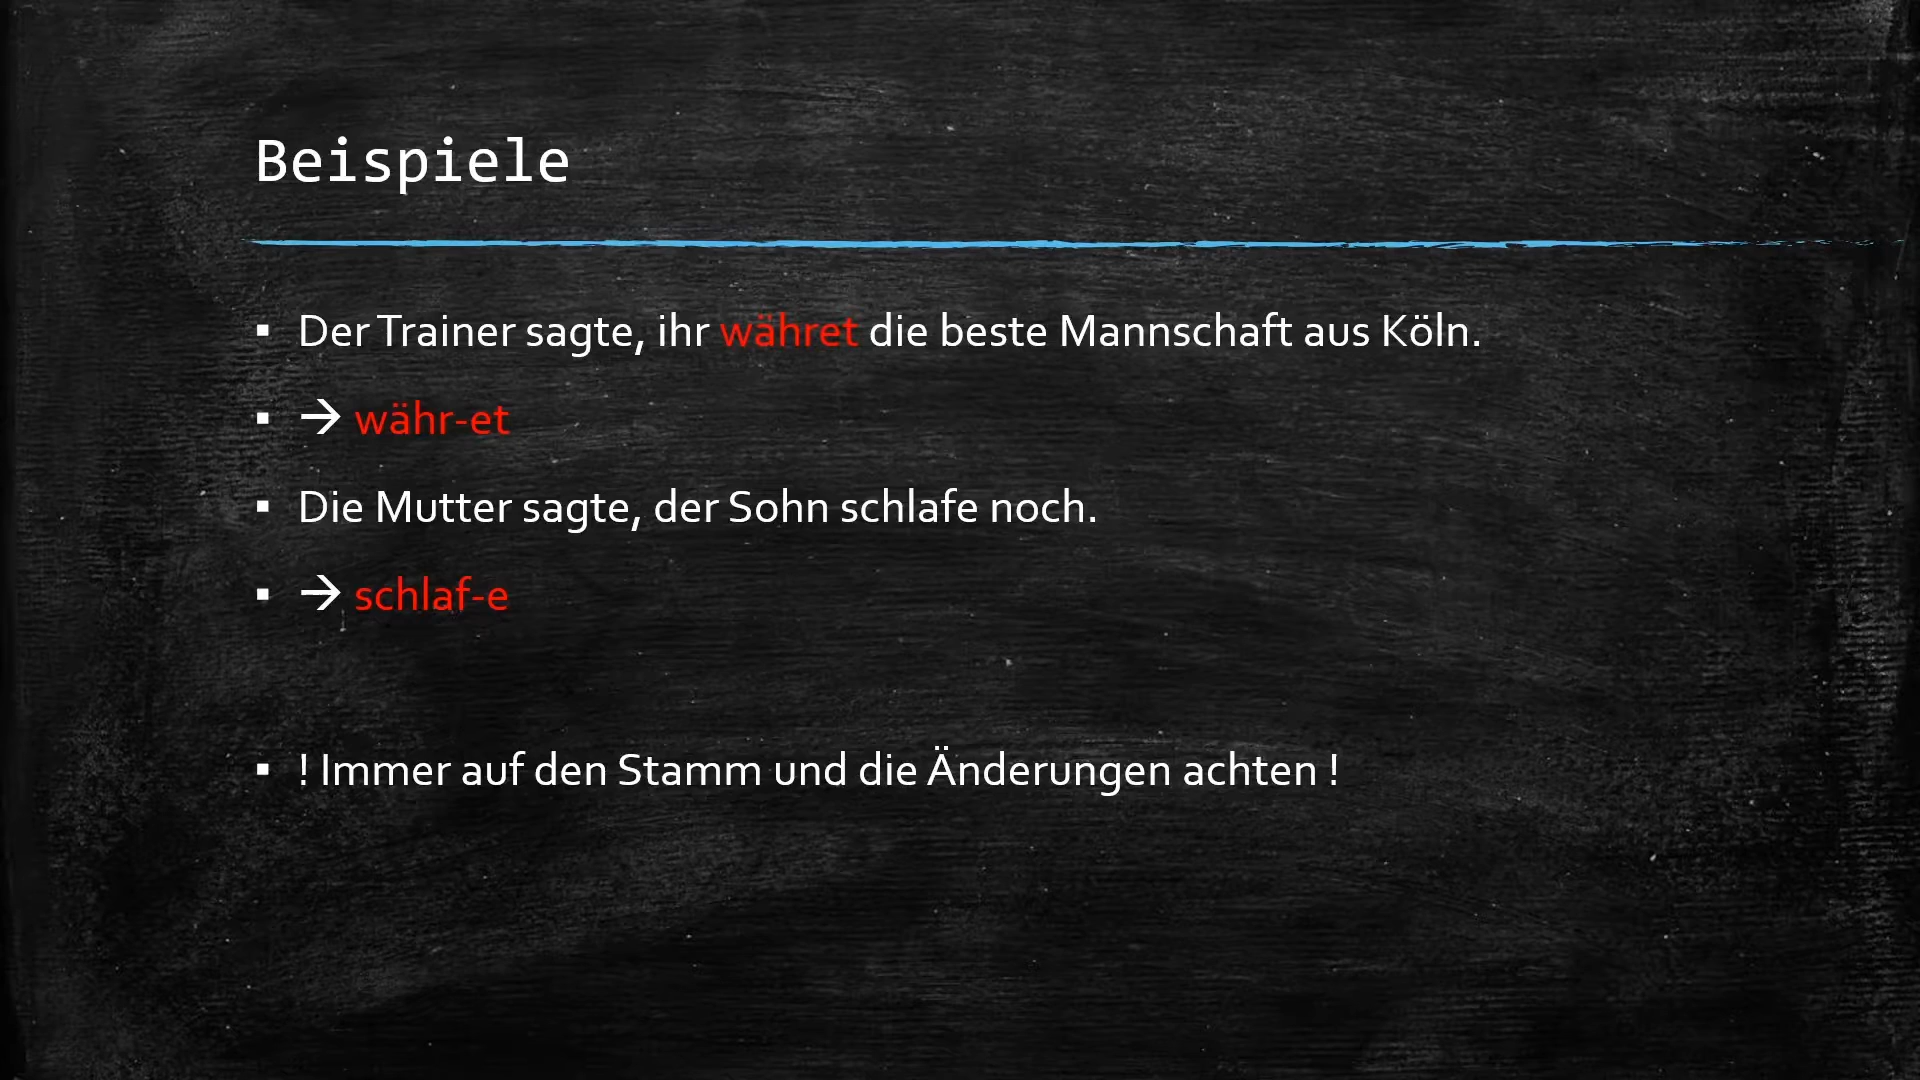 Beispiele
▪ Der Trainer sagte, ihr währet die beste Mannschaft aus Köln.
▪ → währ-et
▪ Die Mutter sagte, der Sohn schlafe noch.
▪ → schlaf-e
▪ ! Immer auf den Stamm und die Änderungen achten !